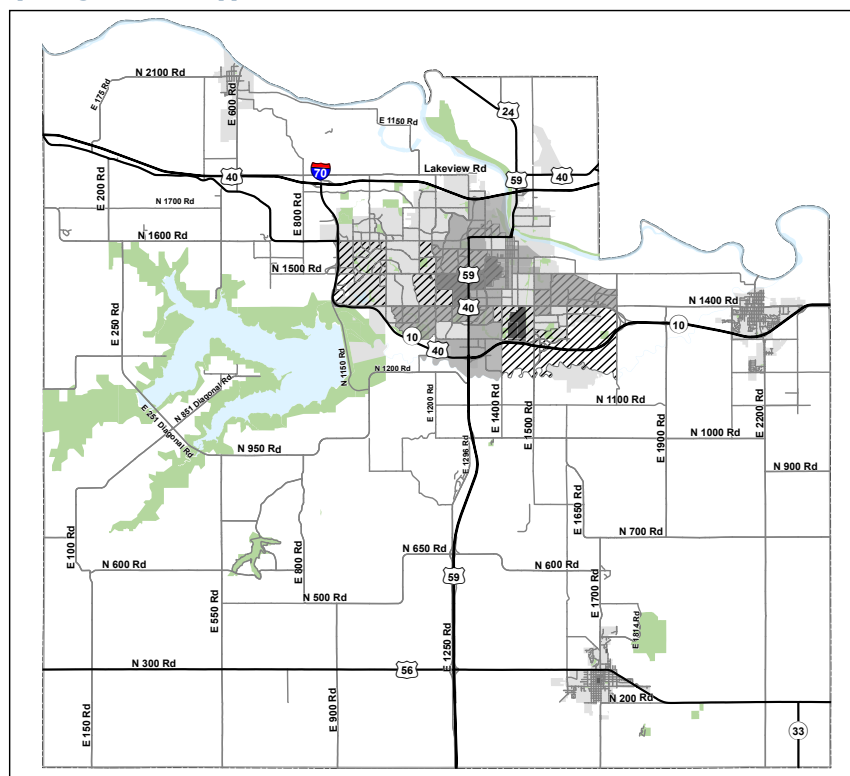 N 2100 Rd
E 175 Rd
E 600 Rd
24
E 1150 Rd
Lakeview Rd
40
70
59
40
E 200 Rd
N 1700 Rd
E 800 Rd
N 1600 Rd
N 1500 Rd
59
E 250 Rd
40
N 1400 Rd
10
10
40
N 1150 Rd
N 1200 Rd
N 851 Diagonal Rd
E 251 Diagonal Rd
E 1200 Rd
E 1400 Rd
E 1500 Rd
N 1100 Rd
E 1900 Rd
E 2200 Rd
N 1000 Rd
N 950 Rd
E 1296 Rd
N 900 Rd
E 1650 Rd
E 100 Rd
N 700 Rd
N 650 Rd
N 600 Rd
E 800 Rd
N 600 Rd
59
E 550 Rd
N 500 Rd
E 1700 Rd
E 1814 Rd
E 1250 Rd
N 300 Rd
56
N 200 Rd
E 150 Rd
E 900 Rd
33